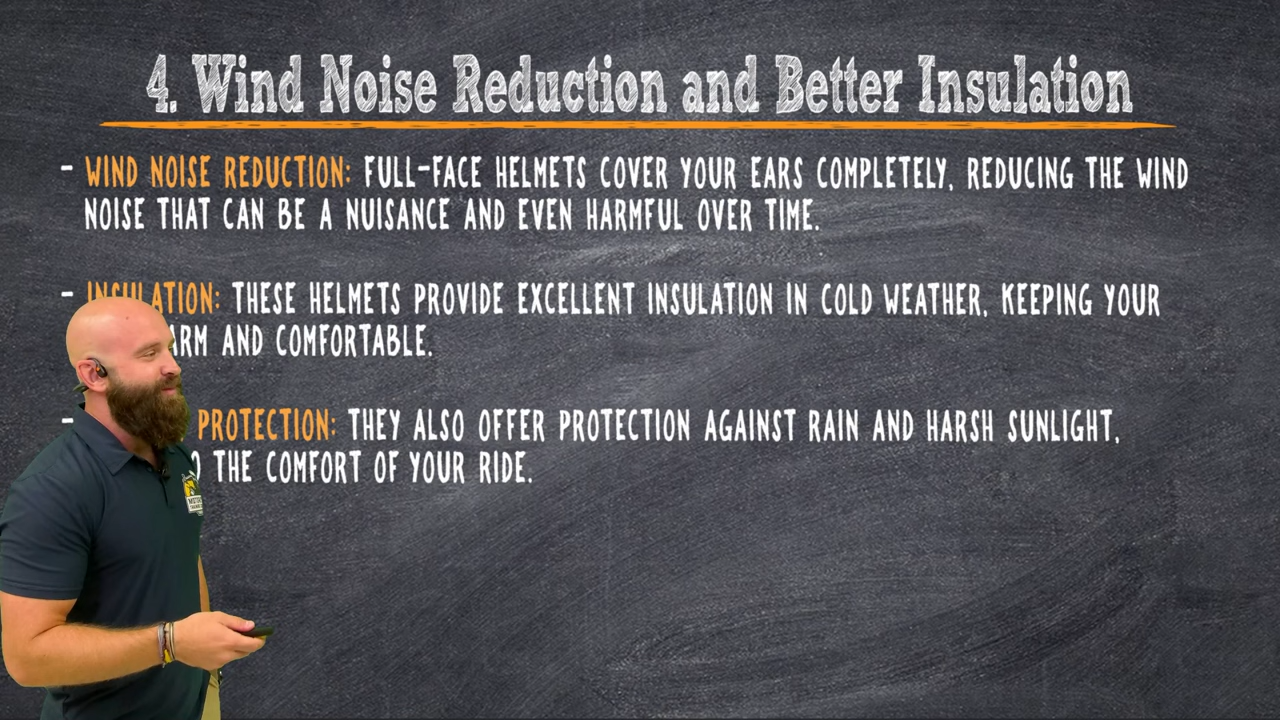 4. Wind Noise Reduction and Better Insulation
- WIND NOISE REDUCTION: FULL-FACE HELMETS COVER YOUR EARS COMPLETELY, REDUCING THE WIND
NOISE THAT CAN BE A NUISANCE AND EVEN HARMFUL OVER TIME.
- INSULATION: THESE HELMETS PROVIDE EXCELLENT INSULATION IN COLD WEATHER, KEEPING YOUR
AND COMFORTABLE.
- PROTECTION: THEY ALSO OFFER PROTECTION AGAINST RAIN AND HARSH SUNLIGHT,
THE COMFORT OF YOUR RIDE.